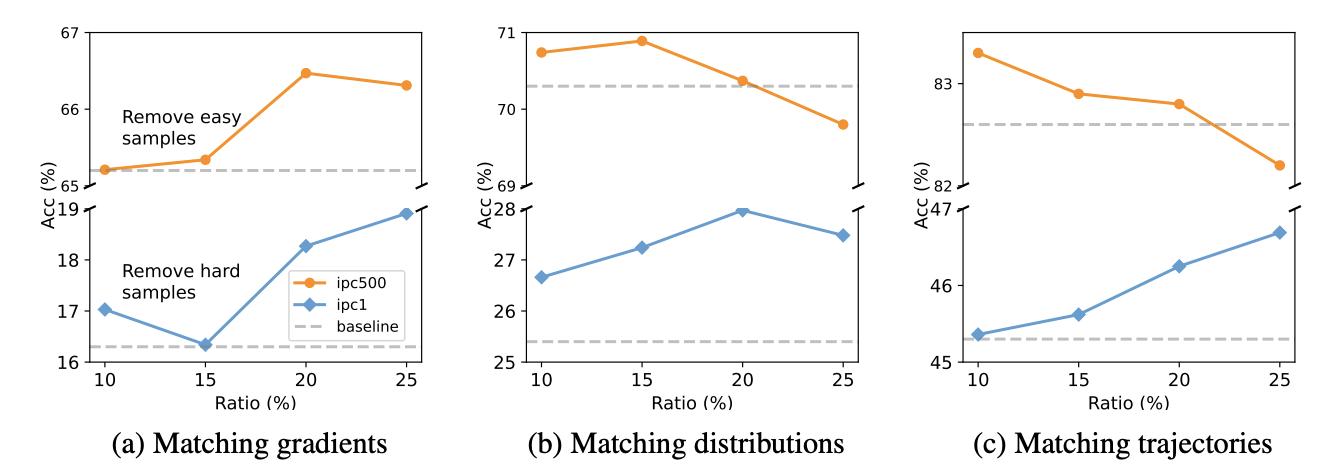 67
66
65
Acc (%)
19
18
17
16
Remove easy
samples
Remove hard
samples
ipc500
ipc1
baseline
10 15 20 25
Ratio (%)
(a) Matching gradients
71
70
69
Acc (%)
28
27
26
25
10 15 20 25
Ratio (%)
(b) Matching distributions
83
82
Acc (%)
47
46
45
10 15 20 25
Ratio (%)
(c) Matching trajectories